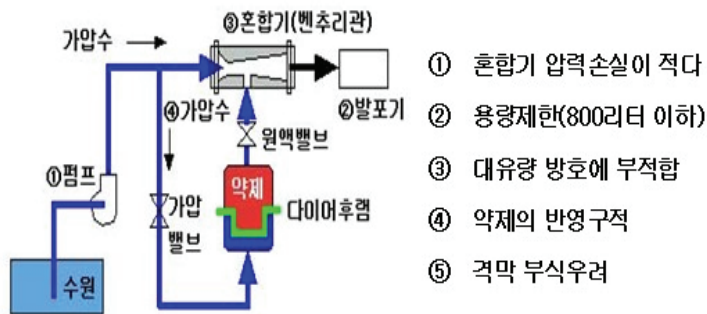 ③혼합기(벤추리관)
가압수
④가압수
②발포기
원액밸브
①펌프
가압
밸브
약제
다이어후램
수원
① 혼합기 압력손실이 적다
② 용량제한(800리터 이하)
③ 대유량 방호에 부적합
④ 약제의 반영구적
⑤ 격막 부식우려